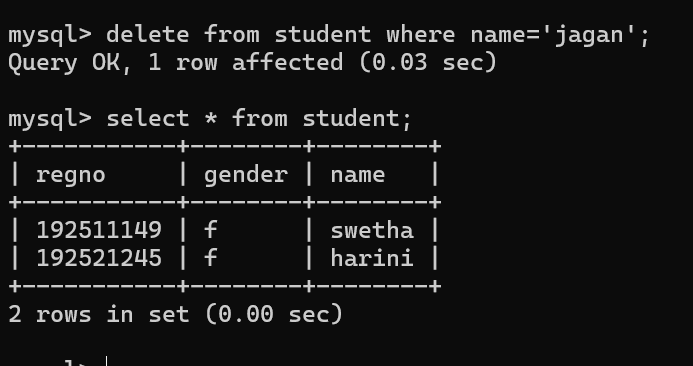 mysql> delete from student where name='jagan';
Query OK, 1 row affected (0.03 sec)
mysql> select * from student;
+-----------+--------+--------+
| regno     | gender | name   |
+-----------+--------+--------+
| 192511149 | f      | swetha |
| 192521245 | f      | harini |
+-----------+--------+--------+
2 rows in set (0.00 sec)
mysql>